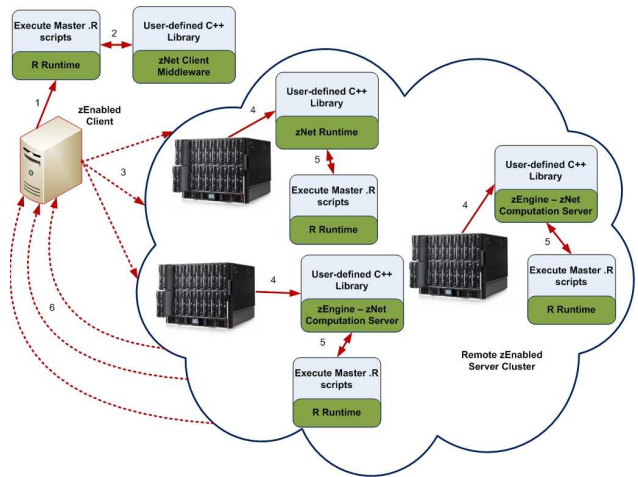 Execute Master .R
scripts
R Runtime
2
User-defined C++
Library
zNet Client
Middleware
1
zEnabled
Client
3
4
User-defined C++
Library
zNet Runtime
5
Execute Master .R
scripts
R Runtime
4
User-defined C++
Library
zEngine – zNet
Computation Server
5
Execute Master .R
scripts
R Runtime
4
User-defined C++
Library
zEngine – zNet
Computation Server
5
Execute Master .R
scripts
R Runtime
6
Remote zEnabled
Server Cluster